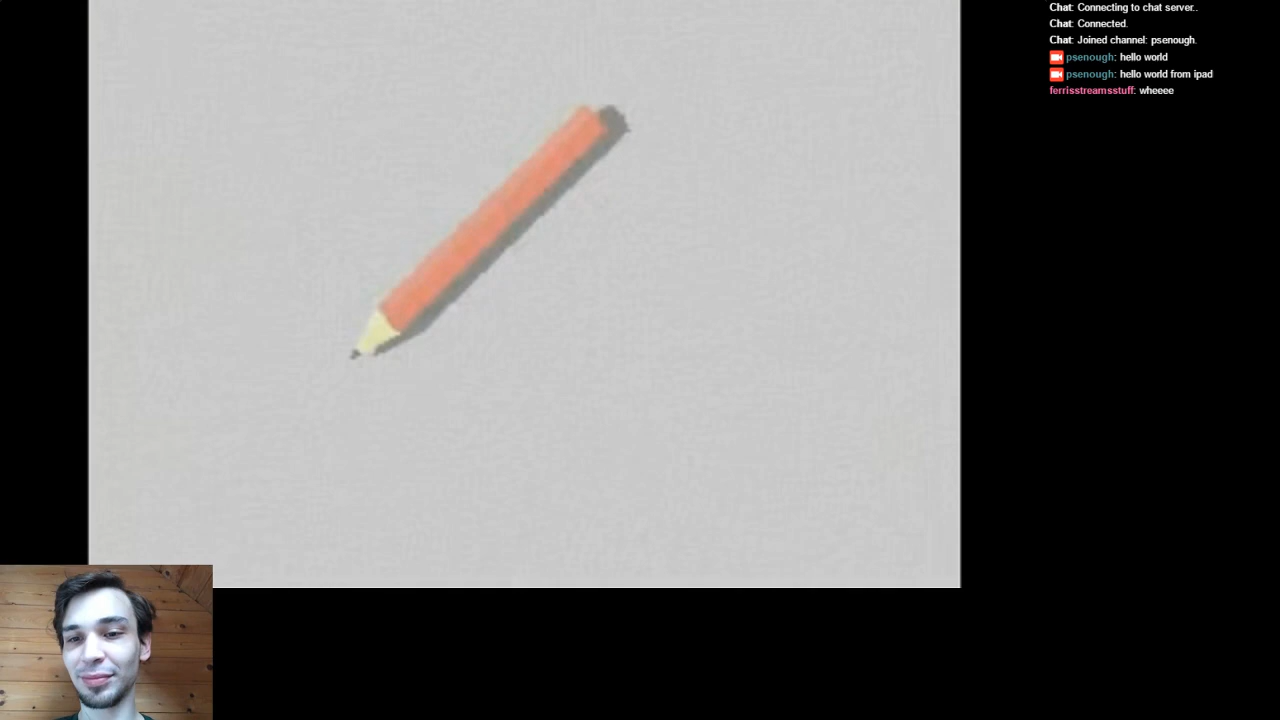 Chat: Connecting to chat server..
Chat: Connected.
Chat: Joined channel: psenough.
psenough: hello world
psenough: hello world from ipad
ferrisstreamsstuff: wheeee